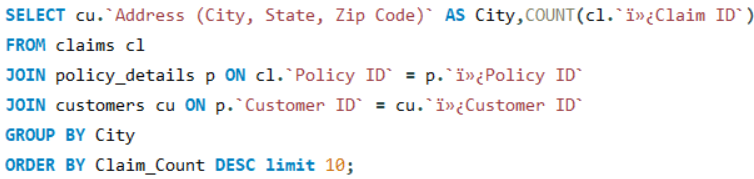 SELECT cu.`Address (City, State, Zip Code)` AS City,COUNT(cl.`ï»¿Claim ID`)
FROM claims cl
JOIN policy_details p ON cl.`Policy ID` = p.`ï»¿Policy ID`
JOIN customers cu ON p.`Customer ID` = cu.`ï»¿Customer ID`
GROUP BY City
ORDER BY Claim_Count DESC limit 10;